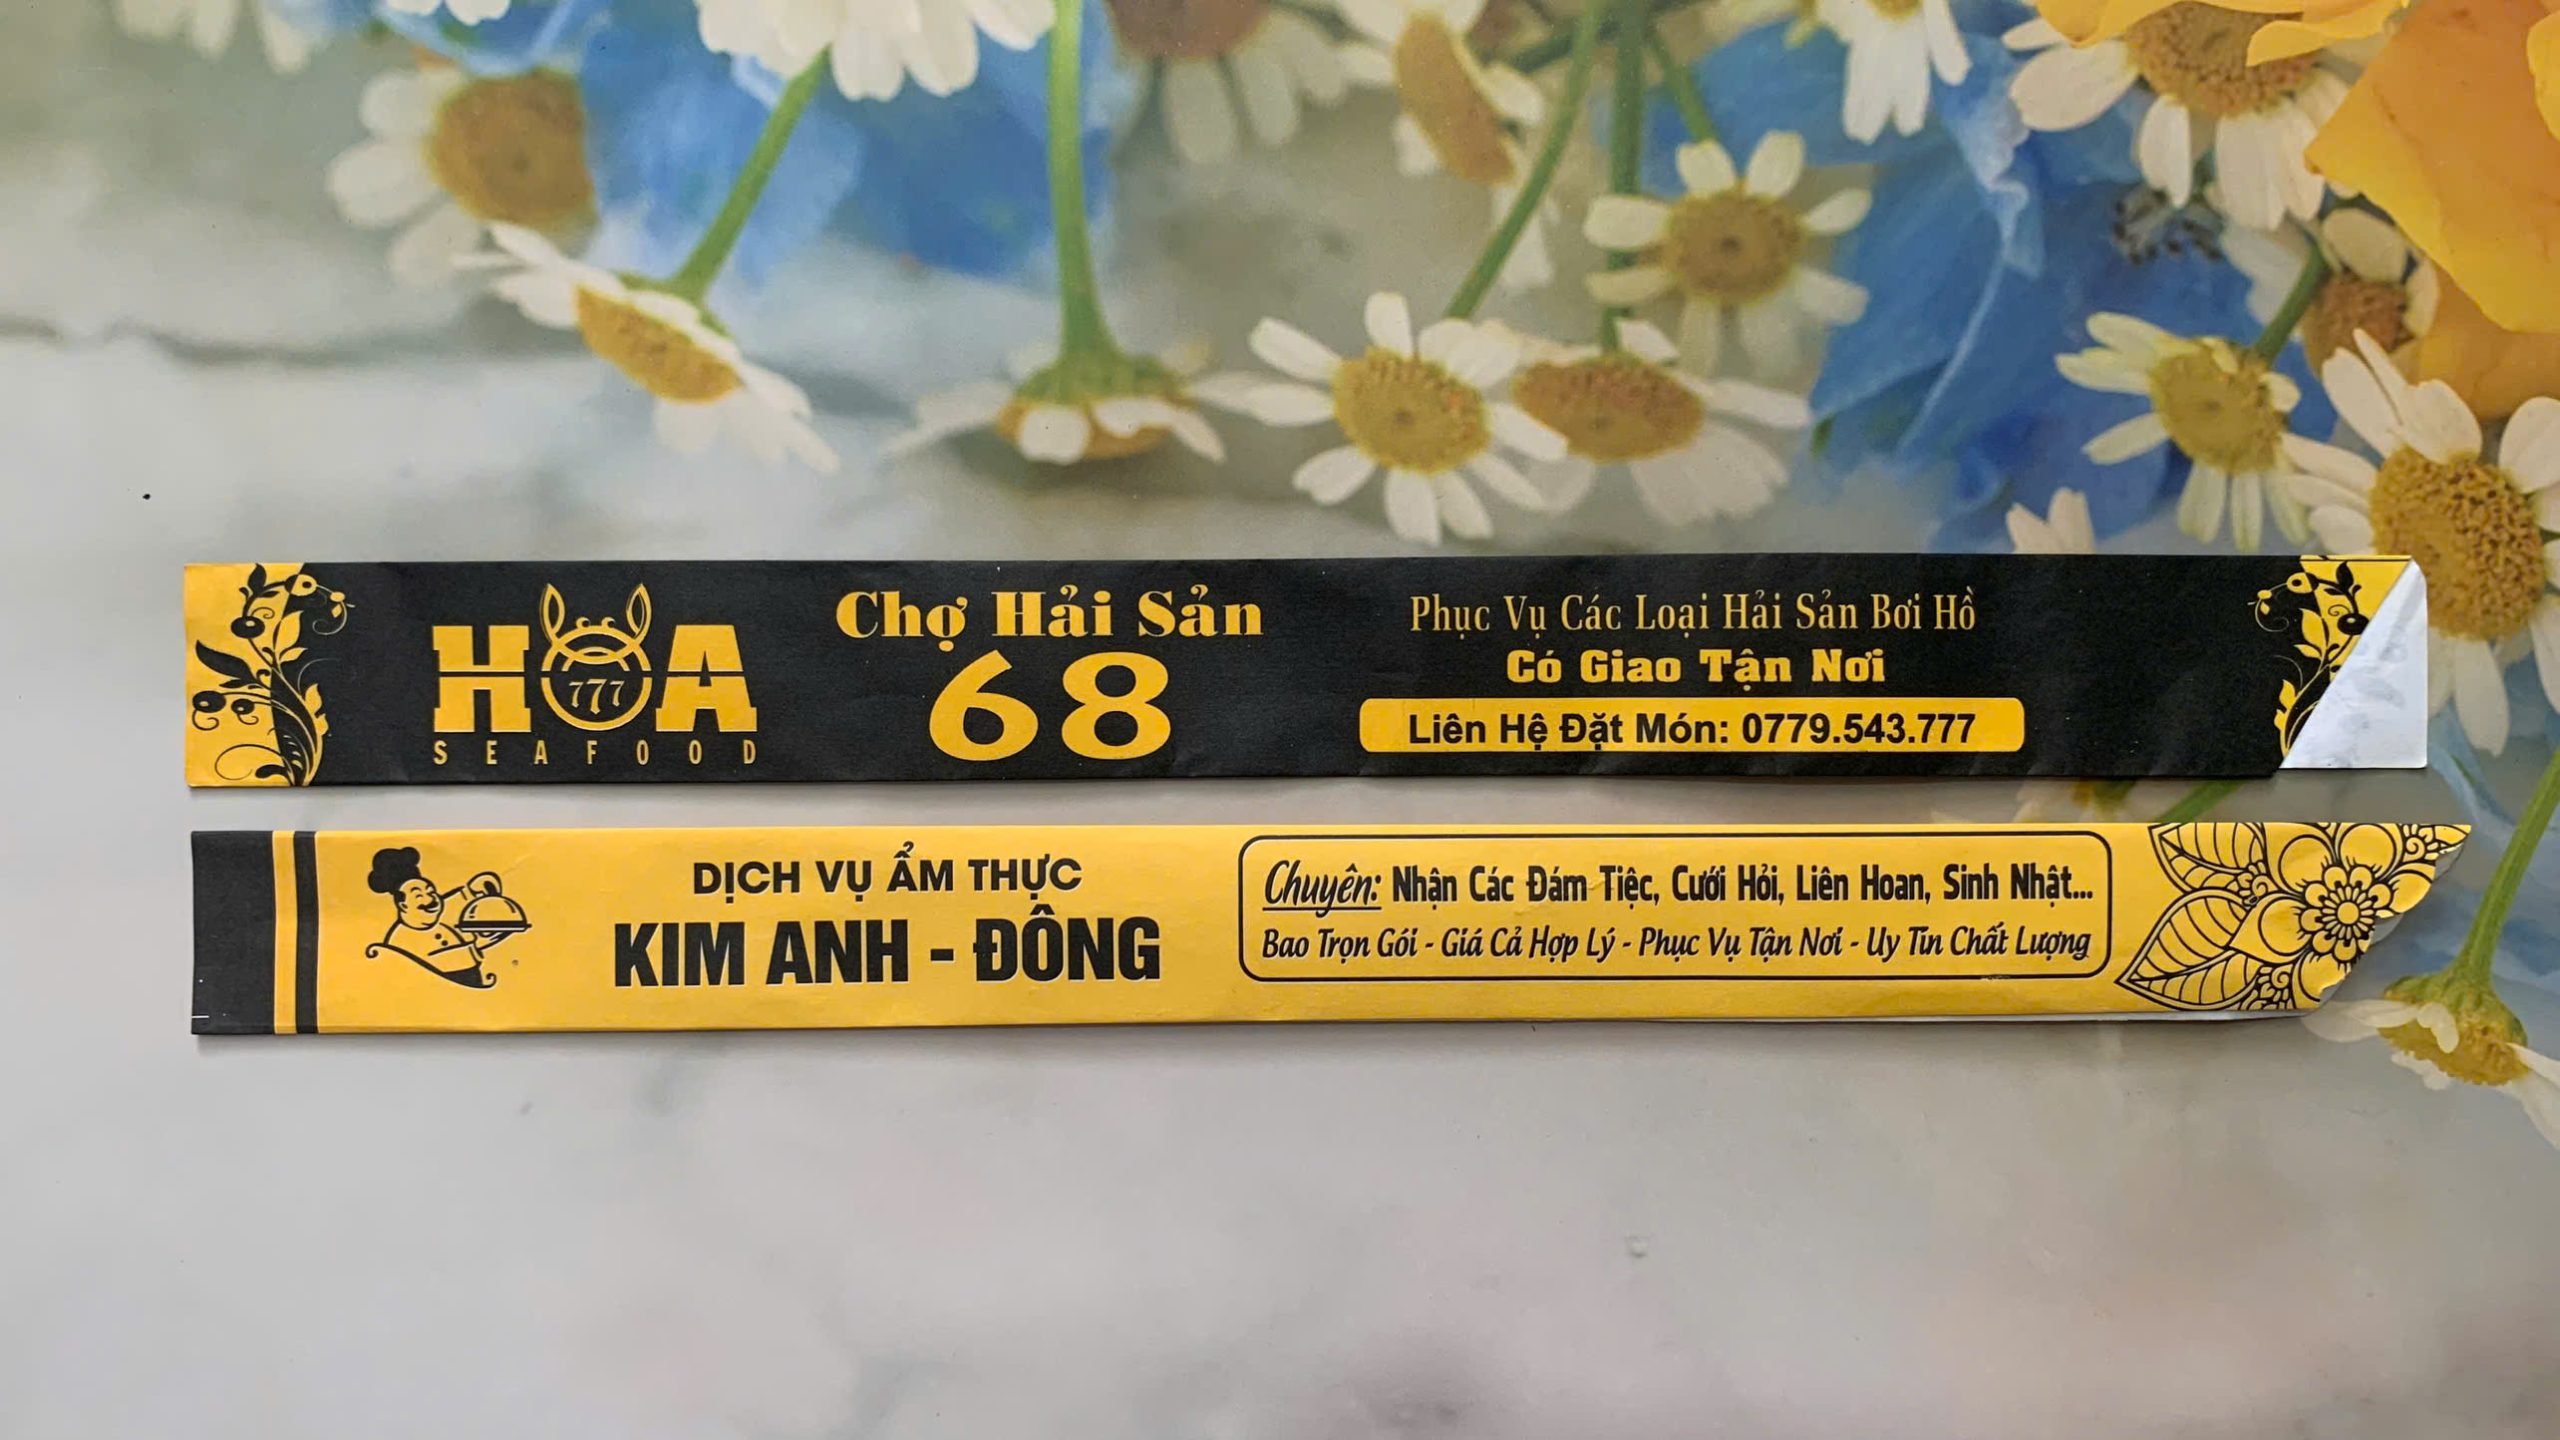 HOA
777
SEAFOOD
Chợ Hải Sản
68
Phục Vụ Các Loại Hải Sản Bơi Hồ
Có Giao Tận Nơi
Liên Hệ Đặt Món: 0779.543.777
DỊCH VỤ ẨM THỰC
KIM ANH - ĐÔNG
Chuyên: Nhận Các Đám Tiệc, Cưới Hỏi, Liên Hoan, Sinh Nhật...
Bao Trọn Gói - Giá Cả Hợp Lý - Phục Vụ Tận Nơi - Uy Tín Chất Lượng